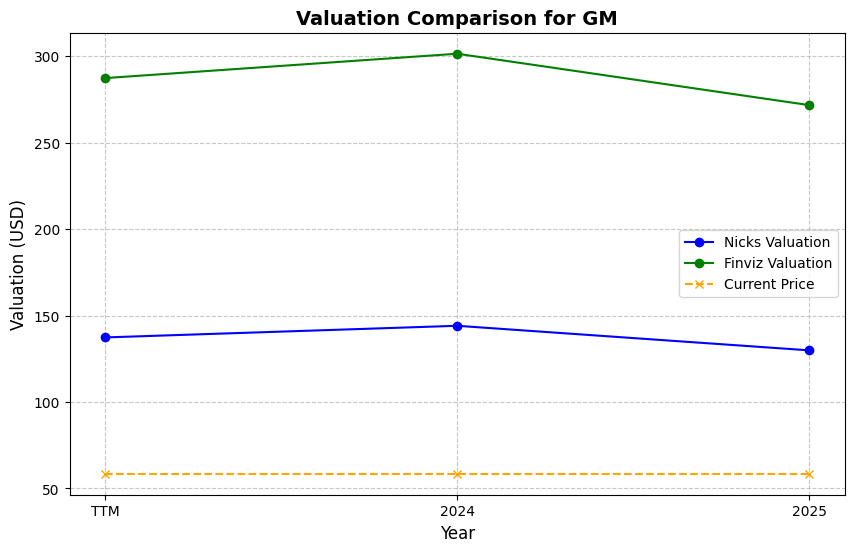 Valuation Comparison for GM
Valuation (USD)
300
250
200
150
100
50
Nicks Valuation
Finviz Valuation
Current Price
TTM
2024
2025
Year